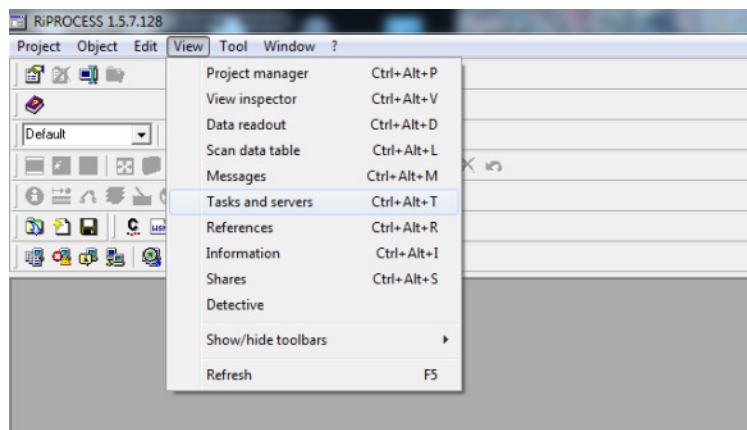 RiPROCESS 1.5.7.128
Project Object Edit View Tool Window ?
Project manager Ctrl+Alt+P
View inspector Ctrl+Alt+V
Default
Data readout Ctrl+Alt+D
Scan data table Ctrl+Alt+L
Messages Ctrl+Alt+M
Tasks and servers Ctrl+Alt+T
References Ctrl+Alt+R
Information Ctrl+Alt+I
Shares Ctrl+Alt+S
Detective
Show/hide toolbars
Refresh F5